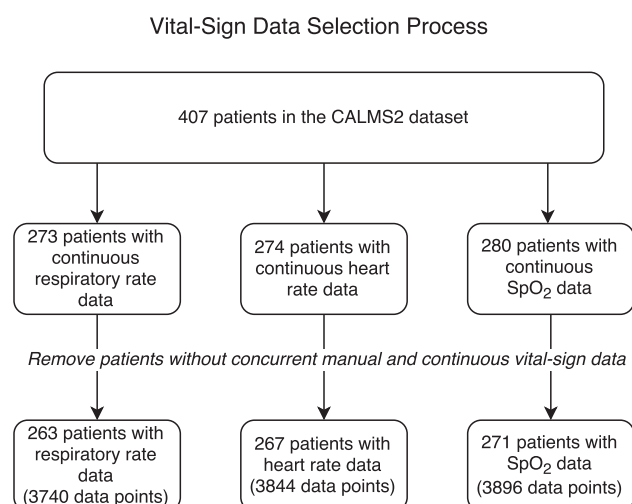 Vital-Sign Data Selection Process
407 patients in the CALMS2 dataset
273 patients with
continuous
respiratory rate
data
274 patients with
continuous heart
rate data
280 patients with
continuous
SpO₂ data
Remove patients without concurrent manual and continuous vital-sign data
263 patients with
respiratory rate
data
(3740 data points)
267 patients with
heart rate data
(3844 data points)
271 patients with
SpO₂ data
(3896 data points)